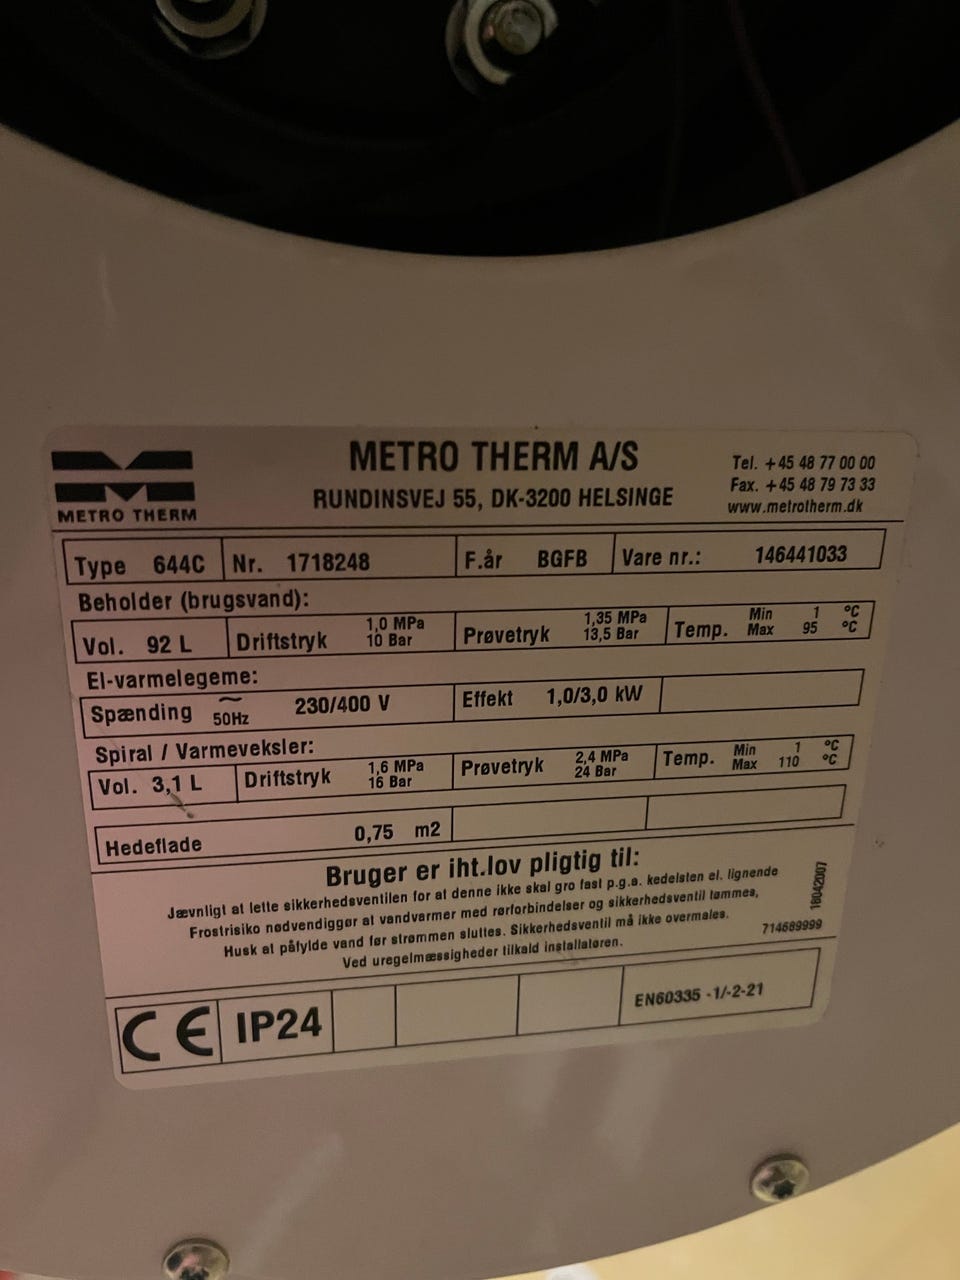 METRO THERM
METRO THERM A/S
RUNDINSVEJ 55, DK-3200 HELSINGE
Tel. +45 48 77 00 00
Fax. +45 48 79 73 33
www.metrotherm.dk
Type 644C Nr. 1718248 F.år BGFB Vare nr.: 146441033
Beholder (brugsvand):
Vol. 92 L Driftstryk 1,0 MPa 10 Bar Prøvetryk 1,35 MPa 13,5 Bar Temp. Min 1 °C Max 95 °C
El-varmelegeme:
Spænding ~ 50Hz 230/400 V Effekt 1,0/3,0 kW
Spiral / Varmeveksler:
Vol. 3,1 L Driftstryk 1,6 MPa 16 Bar Prøvetryk 2,4 MPa 24 Bar Temp. Min 1 °C Max 110 °C
Hedeflade 0,75 m2
Bruger er iht.lov pligtig til:
Jævnligt at lette sikkerhedsventilen for at denne ikke skal gro fast p.g.a. kedelsten el. lignende
Frostrisiko nødvendiggør at vandvarmer med rørforbindelser og sikkerhedsventil tømmes,
Husk at påfylde vand før strømmen sluttes. Sikkerhedsventil må ikke overmales.
Ved uregelmæssigheder tilkald installatøren.
18042007
714689999
CE IP24 EN60335 -1/-2-21